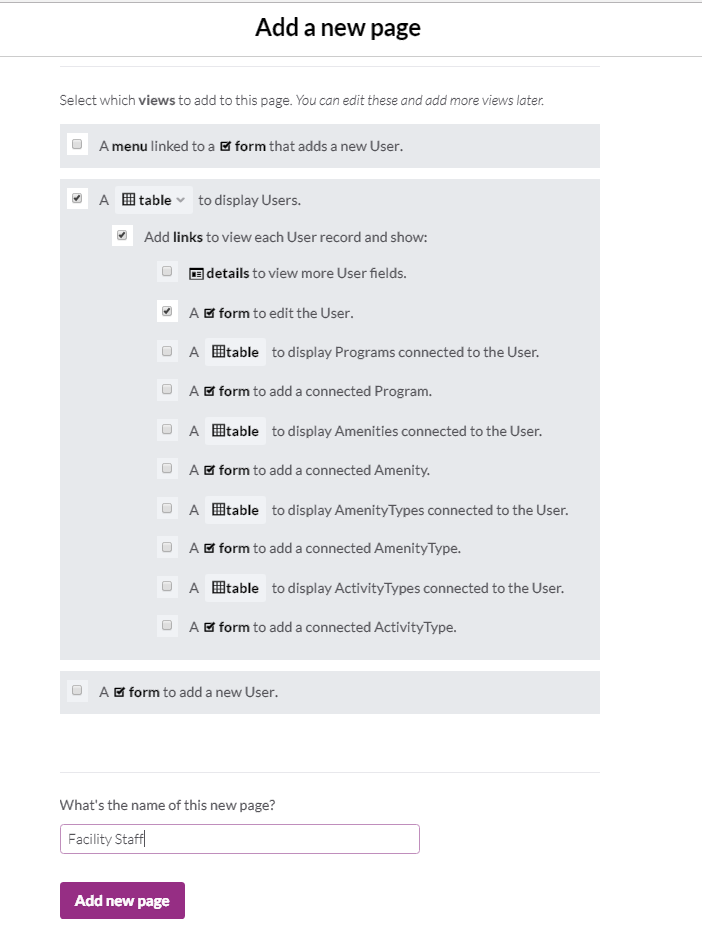 Add a new page
Select which views to add to this page. You can edit these and add more views later.
A menu linked to a form that adds a new User.
A table to display Users.
Add links to view each User record and show:
details to view more User fields.
A form to edit the User.
A table to display Programs connected to the User.
A form to add a connected Program.
A table to display Amenities connected to the User.
A form to add a connected Amenity.
A table to display AmenityTypes connected to the User.
A form to add a connected AmenityType.
A table to display ActivityTypes connected to the User.
A form to add a connected ActivityType.
A form to add a new User.
What's the name of this new page?
Facility Staff
Add new page